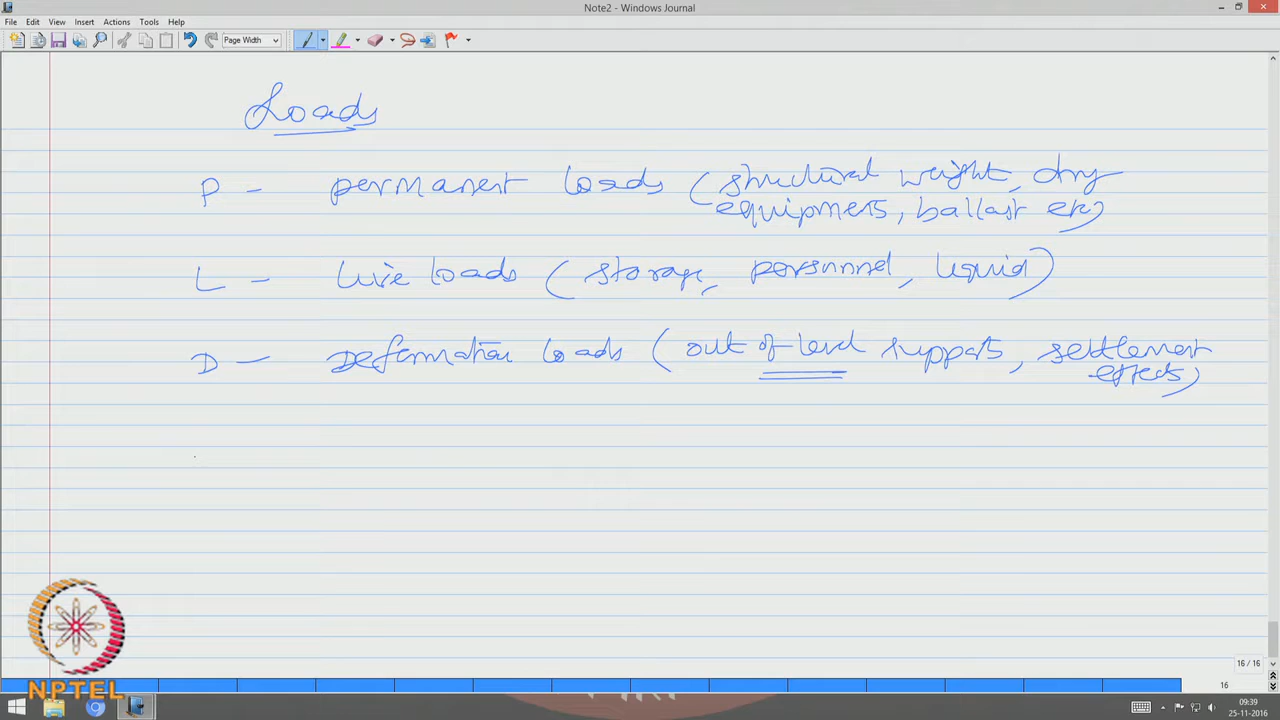 Note2 - Windows Journal
File Edit View Insert Actions Tools Help
Page Width
Loads
P - permanent loads (structural weight, dry
equipments, ballast etc)
L - Live loads (storage, personnel, liquid)
D - Deformation loads (out of level supports, settlement
effects)
16 / 16
16
NPTEL
09:39
25-11-2016